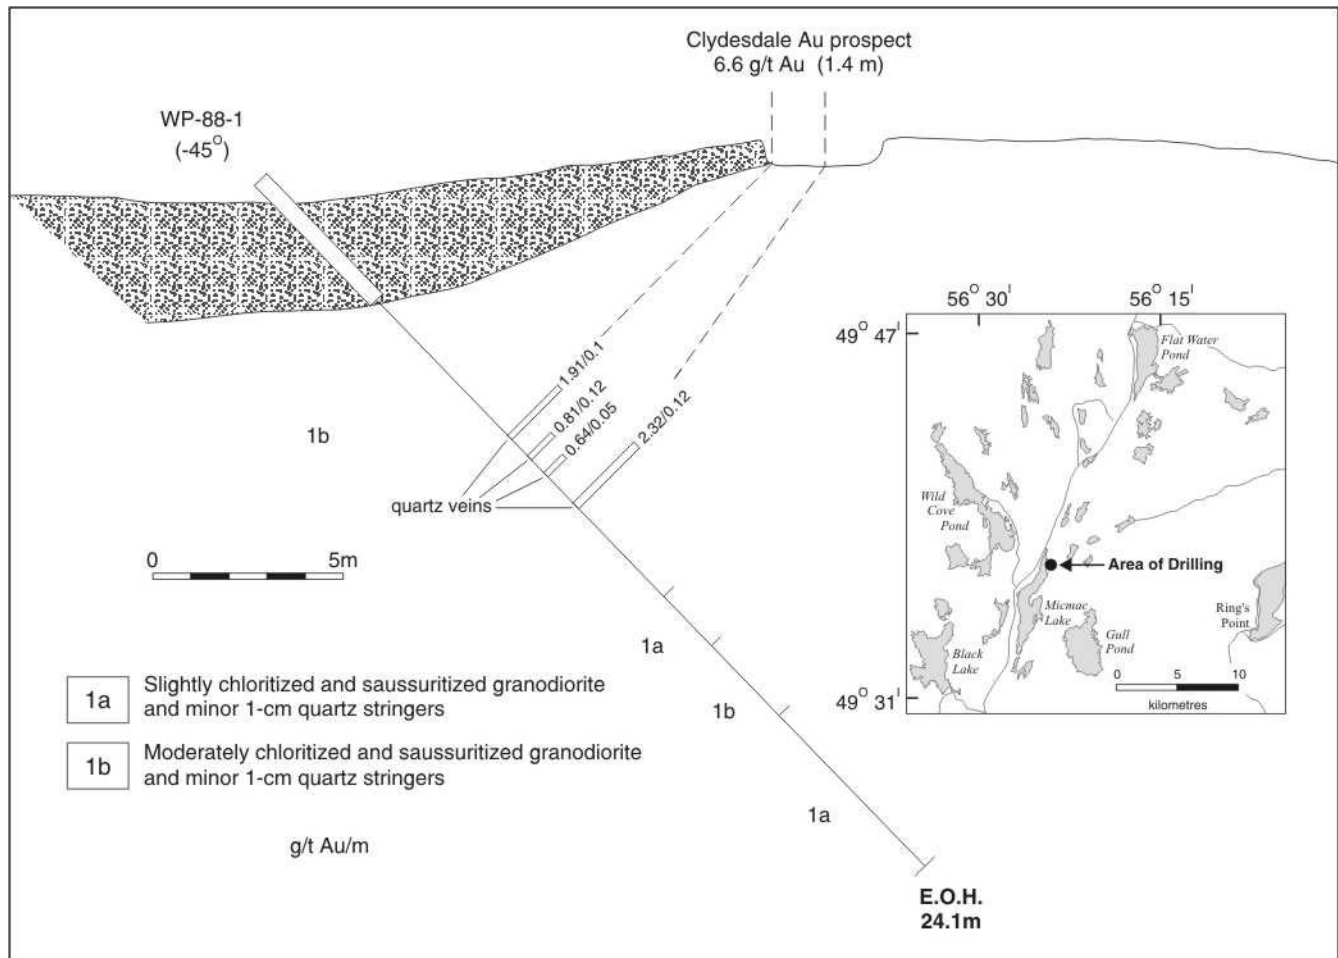 Clydesdale Au prospect
6.6 g/t Au (1.4 m)
WP-88-1
(-45°)
1.91/0.1
0.81/0.12
0.64/0.05
2.32/0.12
1b
quartz veins
0 5m
1a
1b
1a
E.O.H.
24.1m
1a Slightly chloritized and saussuritized granodiorite
and minor 1-cm quartz stringers
1b Moderately chloritized and saussuritized granodiorite
and minor 1-cm quartz stringers
g/t Au/m
56° 30' 56° 15'
49° 47'
Flat Water
Pond
Wild
Cove
Pond
Area of Drilling
Micmac
Lake
Gull
Pond
Ring's
Point
Black
Lake
0 5 10
kilometres
49° 31'